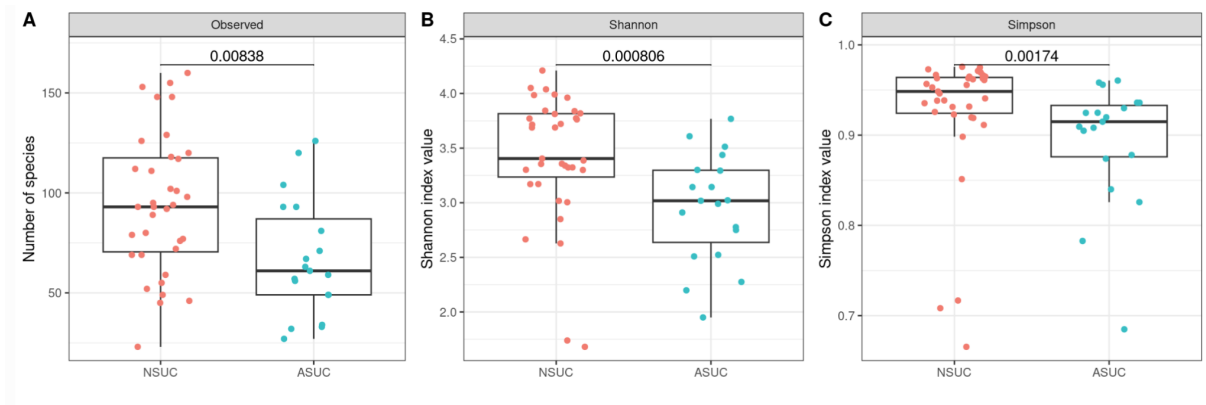 A
Observed
0.00838
Number of species
150
100
50
NSUC
ASUC
B
Shannon
0.000806
Shannon index value
4.5
4.0
3.5
3.0
2.5
2.0
NSUC
ASUC
C
Simpson
0.00174
Simpson index value
1.0
0.9
0.8
0.7
NSUC
ASUC